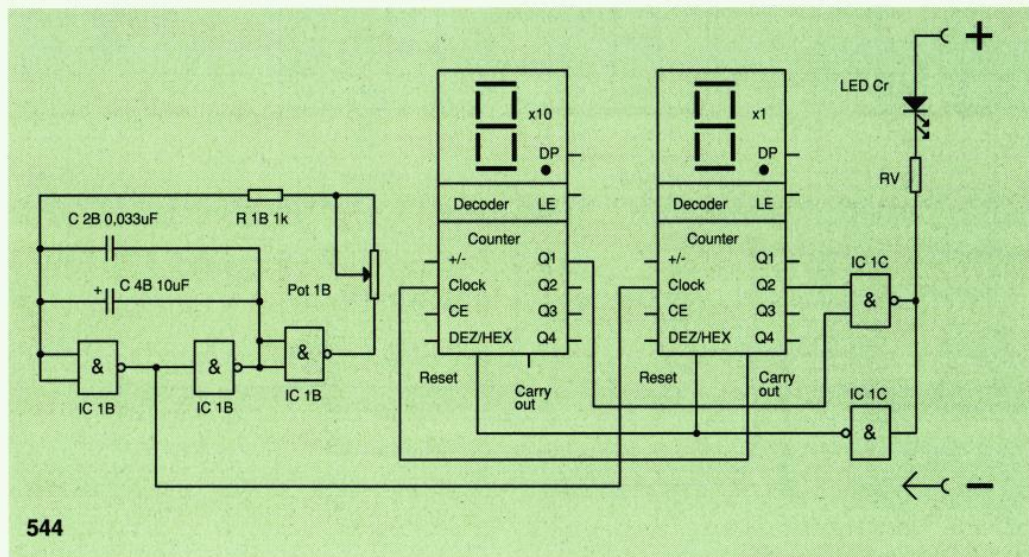 +
LED Cr
RV
x10
DP
Decoder LE
Counter
+/- Q1
Clock Q2
CE Q3
DEZ/HEX Q4
Reset
Carry
out
x1
DP
Decoder LE
Counter
+/- Q1
Clock Q2
CE Q3
DEZ/HEX Q4
Reset
Carry
out
C 2B 0,033uF
R 1B 1k
+ C 4B 10uF
Pot 1B
&
IC 1B
&
IC 1B
&
IC 1B
IC 1C
&
IC 1C
&
−
544